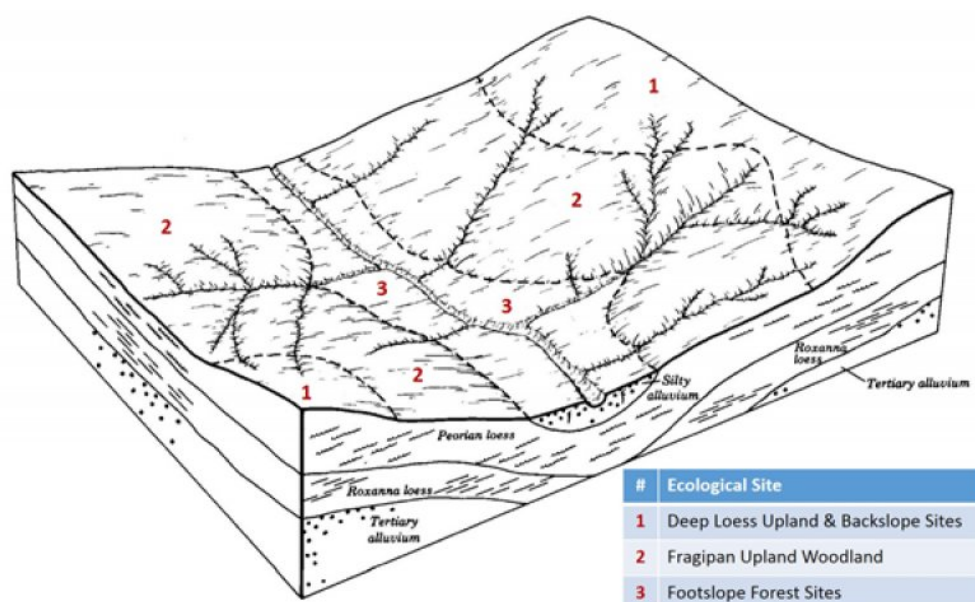 1
2
2
3
3
2
1
Silty
alluvium
Roxanna
loess
Tertiary alluvium
Peorian loess
Roxanna loess
Tertiary
alluvium
# Ecological Site
1 Deep Loess Upland & Backslope Sites
2 Fragipan Upland Woodland
3 Footslope Forest Sites